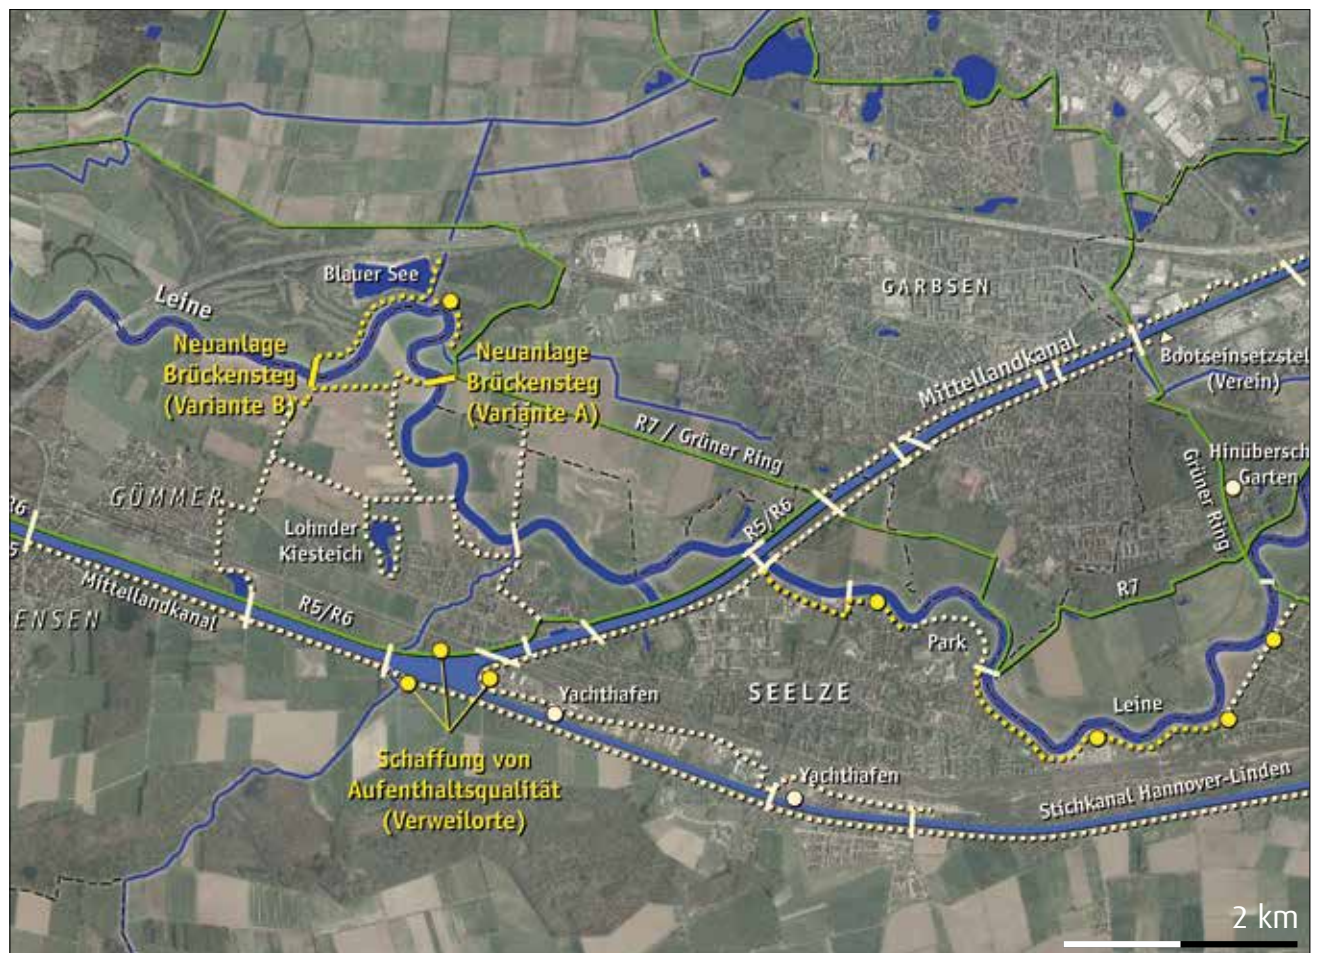 Blauer See
Leine
GARBSEN
Neuanlage
Brückensteg
(Variante B)
Neuanlage
Brückensteg
(Variante A)
Mittellandkanal
Bootseinsetzstel
(Verein)
R7 / Grüner Ring
Hinübersch
Garten
Grüner Ring
GÜMMER
R6
5
Lohnder
Kiesteich
R5/R6
Mittellandkanal
R5/R6
R7
ENSEN
Park
Yachthafen
SEELZE
Leine
Schaffung von
Aufenthaltsqualität
(Verweilorte)
Yachthafen
Stichkanal Hannover-Linden
2 km